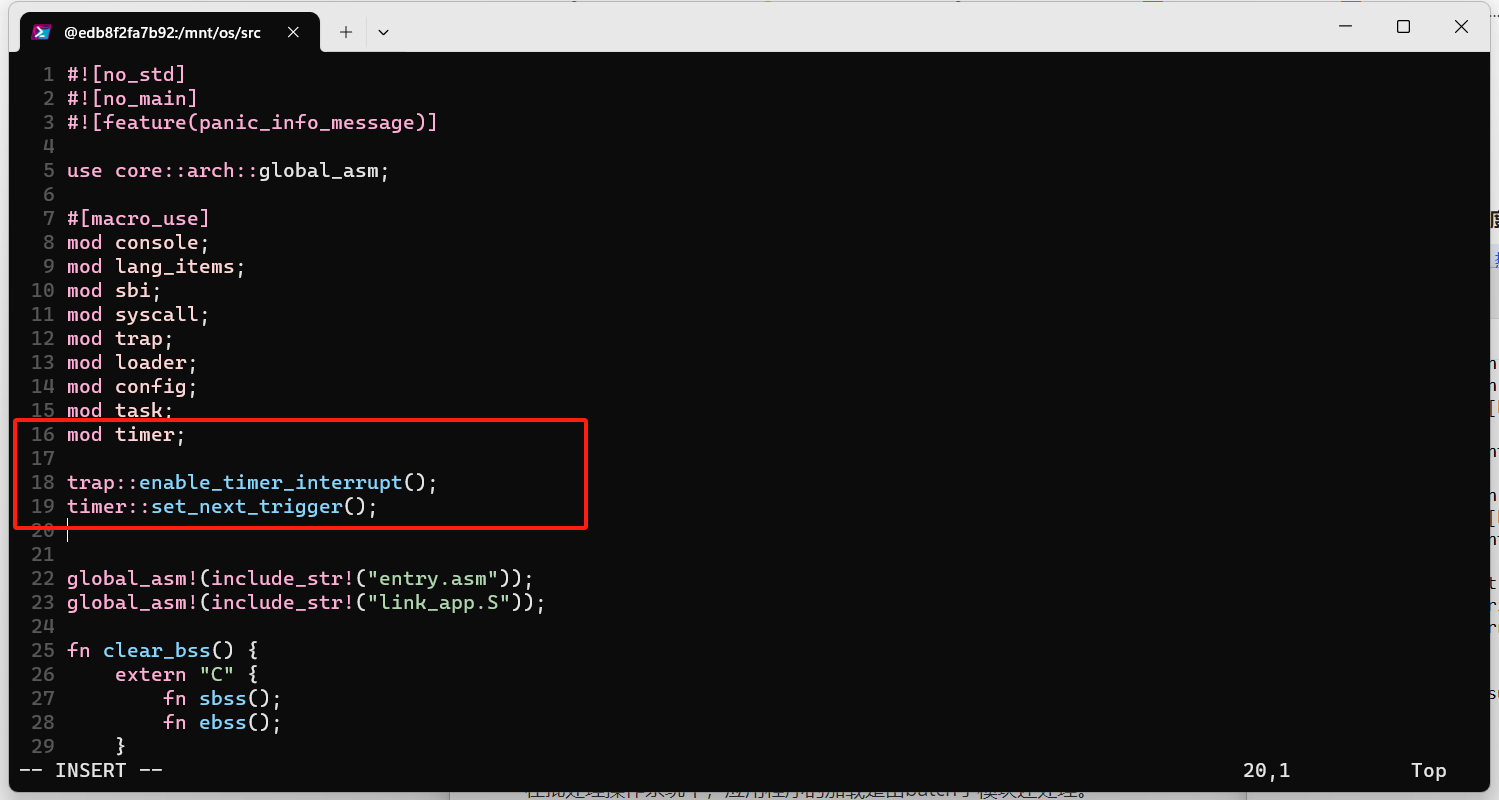 @edb8f2fa7b92:/mnt/os/src
1 #![no_std]
2 #![no_main]
3 #![feature(panic_info_message)]
4
5 use core::arch::global_asm;
6
7 #[macro_use]
8 mod console;
9 mod lang_items;
10 mod sbi;
11 mod syscall;
12 mod trap;
13 mod loader;
14 mod config;
15 mod task;
16 mod timer;
17
18 trap::enable_timer_interrupt();
19 timer::set_next_trigger();
20
21
22 global_asm!(include_str!("entry.asm"));
23 global_asm!(include_str!("link_app.S"));
24
25 fn clear_bss() {
26     extern "C" {
27         fn sbss();
28         fn ebss();
29     }
-- INSERT -- 20,1 Top